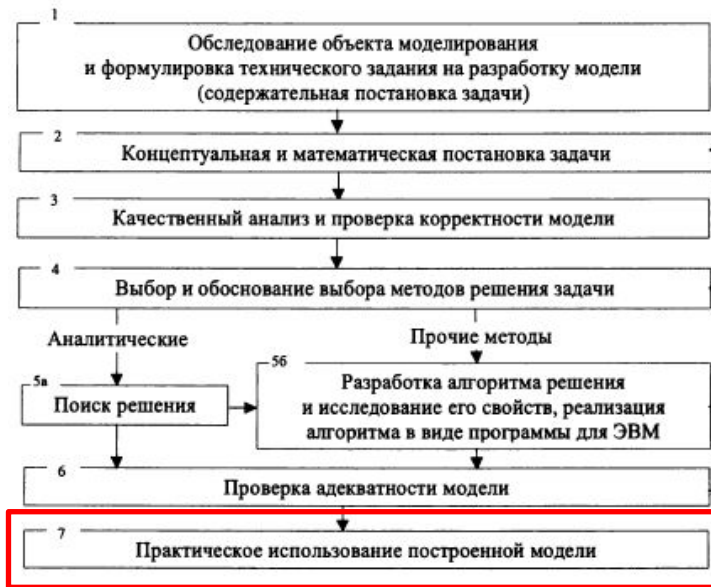 1
Обследование объекта моделирования
и формулировка технического задания на разработку модели
(содержательная постановка задачи)
2
Концептуальная и математическая постановка задачи
3
Качественный анализ и проверка корректности модели
4
Выбор и обоснование выбора методов решения задачи
Аналитические
Прочие методы
5а
Поиск решения
5б
Разработка алгоритма решения
и исследование его свойств, реализация
алгоритма в виде программы для ЭВМ
6
Проверка адекватности модели
7
Практическое использование построенной модели